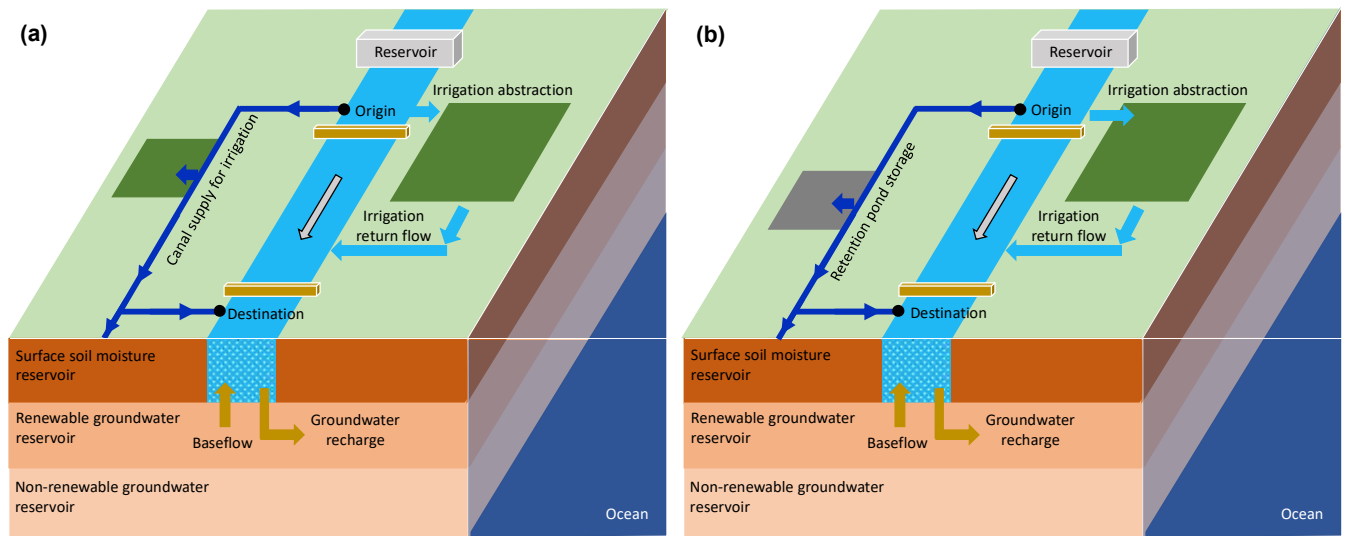 (a)
Reservoir
Irrigation abstraction
Origin
Canal supply for irrigation
Irrigation
return flow
Destination
Surface soil moisture
reservoir
Renewable groundwater
reservoir
Baseflow
Groundwater
recharge
Non-renewable groundwater
reservoir
Ocean
(b)
Reservoir
Irrigation abstraction
Origin
Retention pond storage
Irrigation
return flow
Destination
Surface soil moisture
reservoir
Renewable groundwater
reservoir
Baseflow
Groundwater
recharge
Non-renewable groundwater
reservoir
Ocean